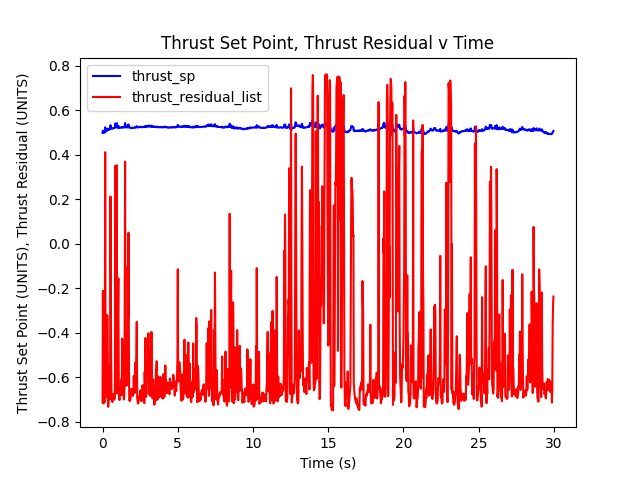 Thrust Set Point, Thrust Residual v Time
thrust_sp
thrust_residual_list
Thrust Set Point (UNITS), Thrust Residual (UNITS)
0.8
0.6
0.4
0.2
0.0
−0.2
−0.4
−0.6
−0.8
0 5 10 15 20 25 30
Time (s)